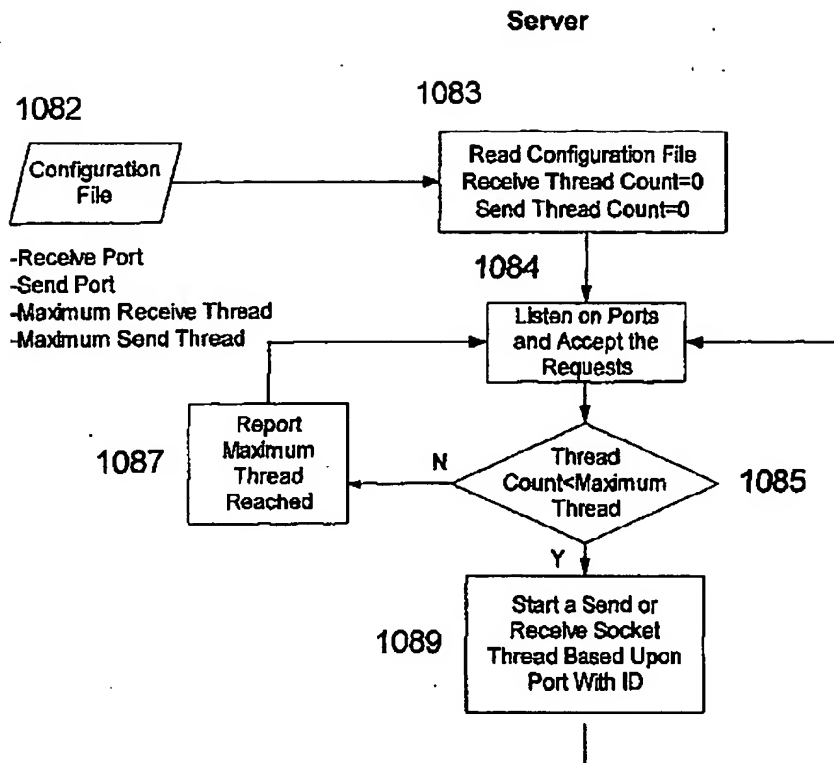 Server
1082
1083
Configuration
File
Read Configuration File
Receive Thread Count=0
Send Thread Count=0
-Receive Port
-Send Port
-Maximum Receive Thread
-Maximum Send Thread
1084
Listen on Ports
and Accept the
Requests
1087
Report
Maximum
Thread
Reached
N
Thread
Count<Maximum
Thread
1085
Y
1089
Start a Send or
Receive Socket
Thread Based Upon
Port With ID